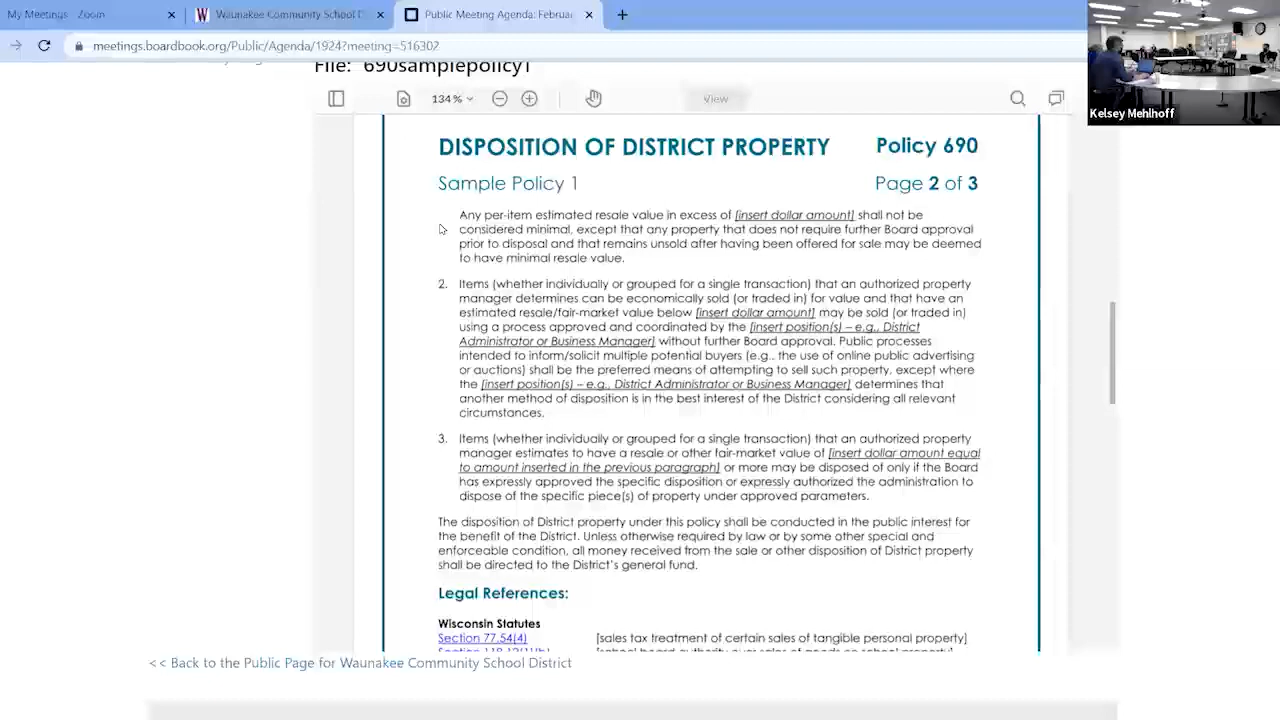 My Meetings - Zoom
Waunakee Community School D
Public Meeting Agenda: Februar
meetings.boardbook.org/Public/Agenda/1924?meeting=516302
File: 690sam
134%
View
Kelsey Mehlhoff
DISPOSITION OF DISTRICT PROPERTY Policy 690
Sample Policy 1 Page 2 of 3
Any per-item estimated resale value in excess of [insert dollar amount] shall not be
considered minimal, except that any property that does not require further Board approval
prior to disposal and that remains unsold after having been offered for sale may be deemed
to have minimal resale value.
2. Items (whether individually or grouped for a single transaction) that an authorized property
manager determines can be economically sold (or traded in) for value and that have an
estimated resale/fair-market value below [insert dollar amount] may be sold (or traded in)
using a process approved and coordinated by the [insert position(s) – e.g., District
Administrator or Business Manager] without further Board approval. Public processes
intended to inform/solicit multiple potential buyers (e.g., the use of online public advertising
or auctions) shall be the preferred means of attempting to sell such property, except where
the [insert position(s) – e.g., District Administrator or Business Manager] determines that
another method of disposition is in the best interest of the District considering all relevant
circumstances.
3. Items (whether individually or grouped for a single transaction) that an authorized property
manager estimates to have a resale or other fair-market value of [insert dollar amount equal
to amount inserted in the previous paragraph] or more may be disposed of only if the Board
has expressly approved the specific disposition or expressly authorized the administration to
dispose of the specific piece(s) of property under approved parameters.
The disposition of District property under this policy shall be conducted in the public interest for
the benefit of the District. Unless otherwise required by law or by some other special and
enforceable condition, all money received from the sale or other disposition of District property
shall be directed to the District's general fund.
Legal References:
Wisconsin Statutes
Section 77.54(4) [sales tax treatment of certain sales of tangible personal property]
<< Back to the Public Page for Waunakee Community School District